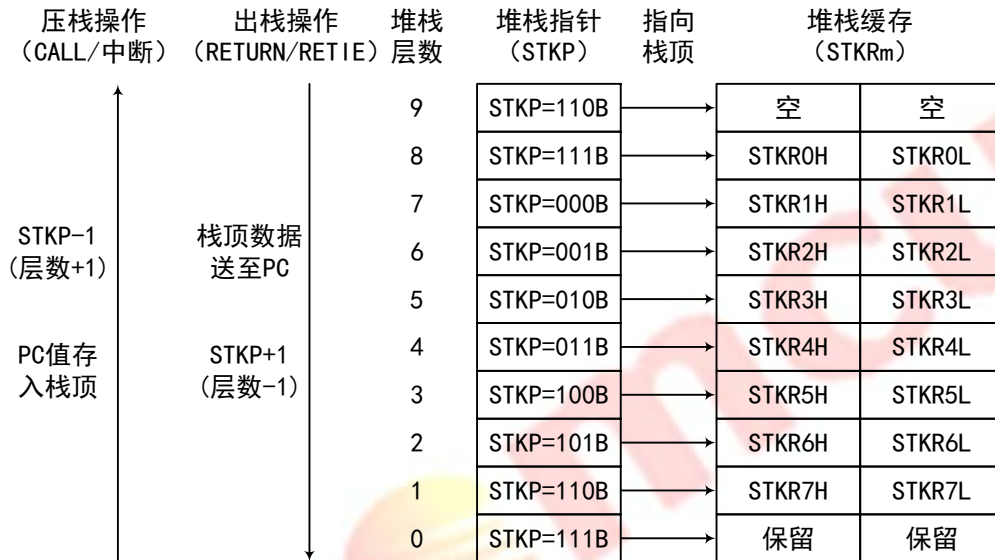 压栈操作 出栈操作 堆栈 堆栈指针 指向 堆栈缓存
（CALL/中断） （RETURN/RETIE） 层数 （STKP） 栈顶 （STKRm）
9 STKP=110B 空 空
8 STKP=111B STKR0H STKR0L
7 STKP=000B STKR1H STKR1L
STKP-1 栈顶数据
(层数+1) 送至PC
6 STKP=001B STKR2H STKR2L
5 STKP=010B STKR3H STKR3L
PC值存 STKP+1
入栈顶 (层数-1)
4 STKP=011B STKR4H STKR4L
3 STKP=100B STKR5H STKR5L
2 STKP=101B STKR6H STKR6L
1 STKP=110B STKR7H STKR7L
0 STKP=111B 保留 保留
mcu